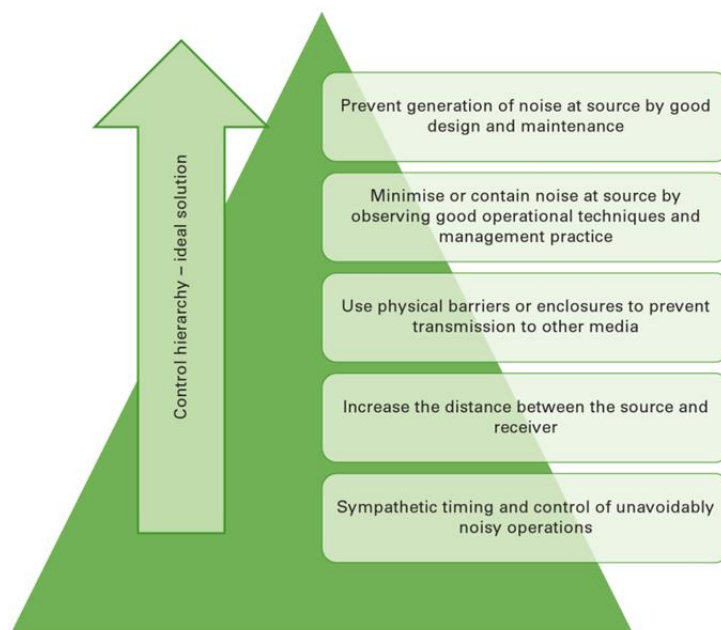 Control hierarchy – ideal solution
Prevent generation of noise at source by good
design and maintenance
Minimise or contain noise at source by
observing good operational techniques and
management practice
Use physical barriers or enclosures to prevent
transmission to other media
Increase the distance between the source and
receiver
Sympathetic timing and control of unavoidably
noisy operations